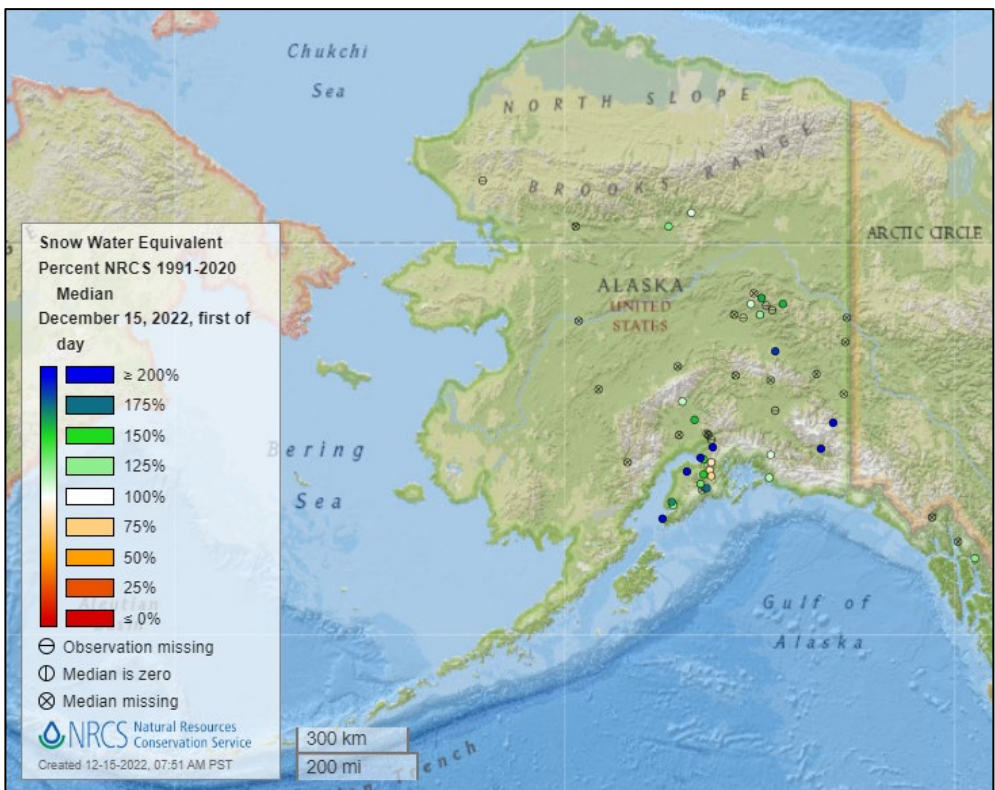 Chukchi
Sea
NORTH SLOPE
BROOKS RANGE
ARCTIC CIRCLE
ALASKA
UNITED
STATES
Bering
Sea
Gulf of
Alaska
Trench
Aleutian
Snow Water Equivalent
Percent NRCS 1991-2020
Median
December 15, 2022, first of
day
≥ 200%
175%
150%
125%
100%
75%
50%
25%
≤ 0%
Observation missing
Median is zero
Median missing
NRCS Natural Resources
Conservation Service
Created 12-15-2022, 07:51 AM PST
300 km
200 mi